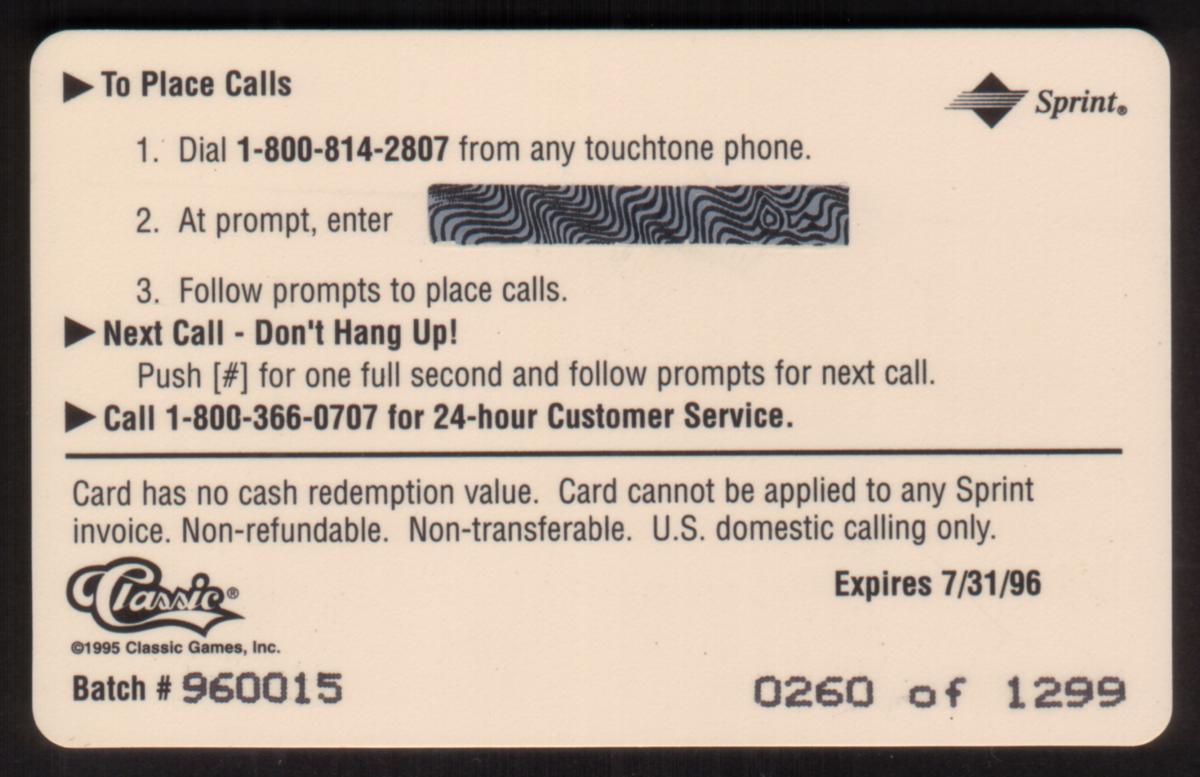 To Place Calls
Sprint®
1. Dial 1-800-814-2807 from any touchtone phone.
2. At prompt, enter
3. Follow prompts to place calls.
Next Call - Don't Hang Up!
Push [#] for one full second and follow prompts for next call.
Call 1-800-366-0707 for 24-hour Customer Service.
Card has no cash redemption value. Card cannot be applied to any Sprint
invoice. Non-refundable. Non-transferable. U.S. domestic calling only.
Classic®
Expires 7/31/96
©1995 Classic Games, Inc.
Batch # 960015
0260 of 1299